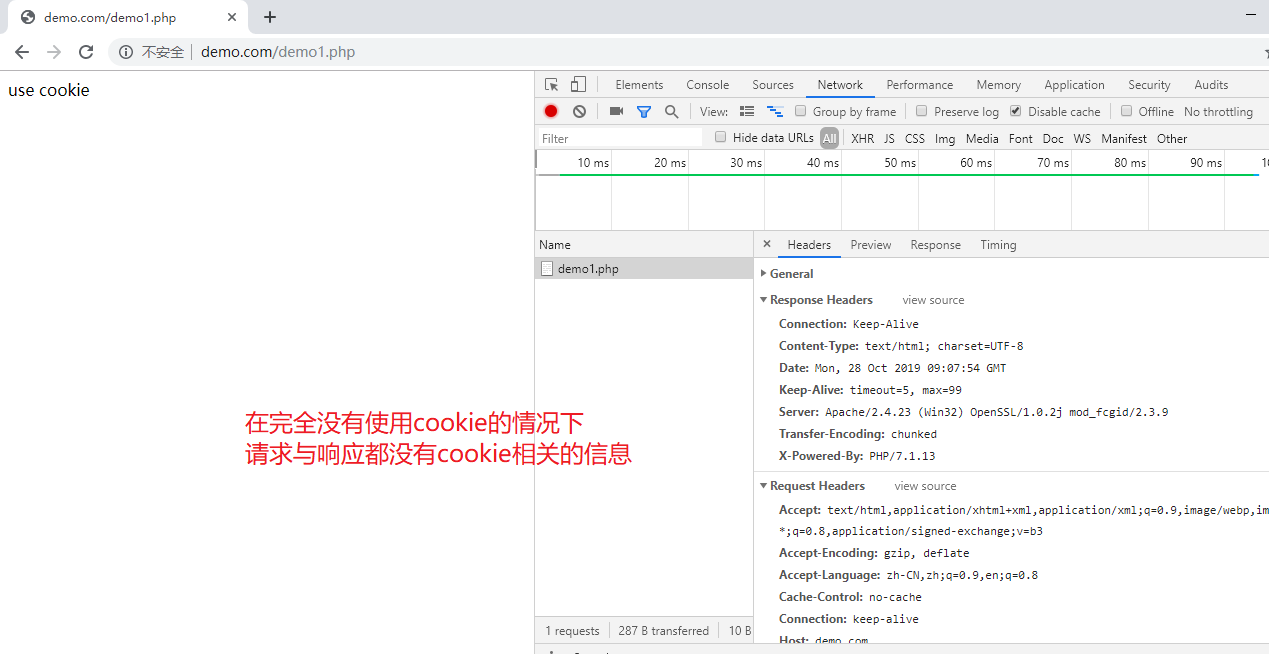 demo.com/demo1.php
不安全 demo.com/demo1.php
use cookie
Elements Console Sources Network Performance Memory Application Security Audits
View: Group by frame Preserve log Disable cache Offline No throttling
Filter Hide data URLs All XHR JS CSS Img Media Font Doc WS Manifest Other
10 ms 20 ms 30 ms 40 ms 50 ms 60 ms 70 ms 80 ms 90 ms
Name
demo1.php
Headers Preview Response Timing
General
Response Headers view source
Connection: Keep-Alive
Content-Type: text/html; charset=UTF-8
Date: Mon, 28 Oct 2019 09:07:54 GMT
Keep-Alive: timeout=5, max=99
Server: Apache/2.4.23 (Win32) OpenSSL/1.0.2j mod_fcgid/2.3.9
Transfer-Encoding: chunked
X-Powered-By: PHP/7.1.13
在完全没有使用cookie的情况下
请求与响应都没有cookie相关的信息
Request Headers view source
Accept: text/html,application/xhtml+xml,application/xml;q=0.9,image/webp,im
*;q=0.8,application/signed-exchange;v=b3
Accept-Encoding: gzip, deflate
Accept-Language: zh-CN,zh;q=0.9,en;q=0.8
Cache-Control: no-cache
Connection: keep-alive
Host: demo.com
1 requests 287 B transferred 10 B